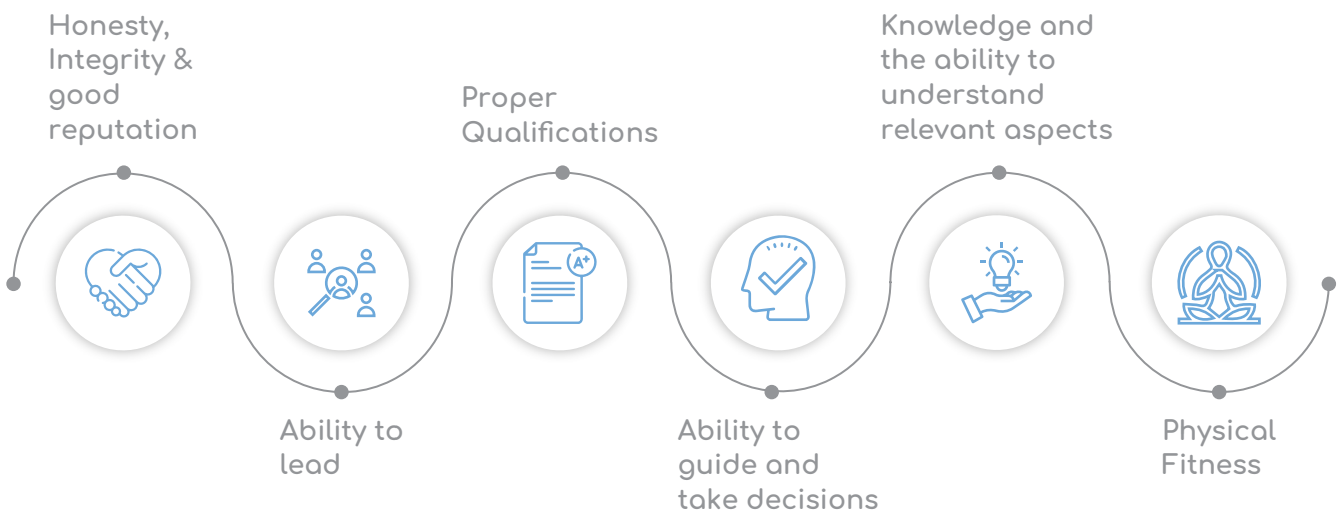 Honesty,
Integrity &
good
reputation
Ability to
lead
Proper
Qualifications
A+
Ability to
guide and
take decisions
Knowledge and
the ability to
understand
relevant aspects
Physical
Fitness